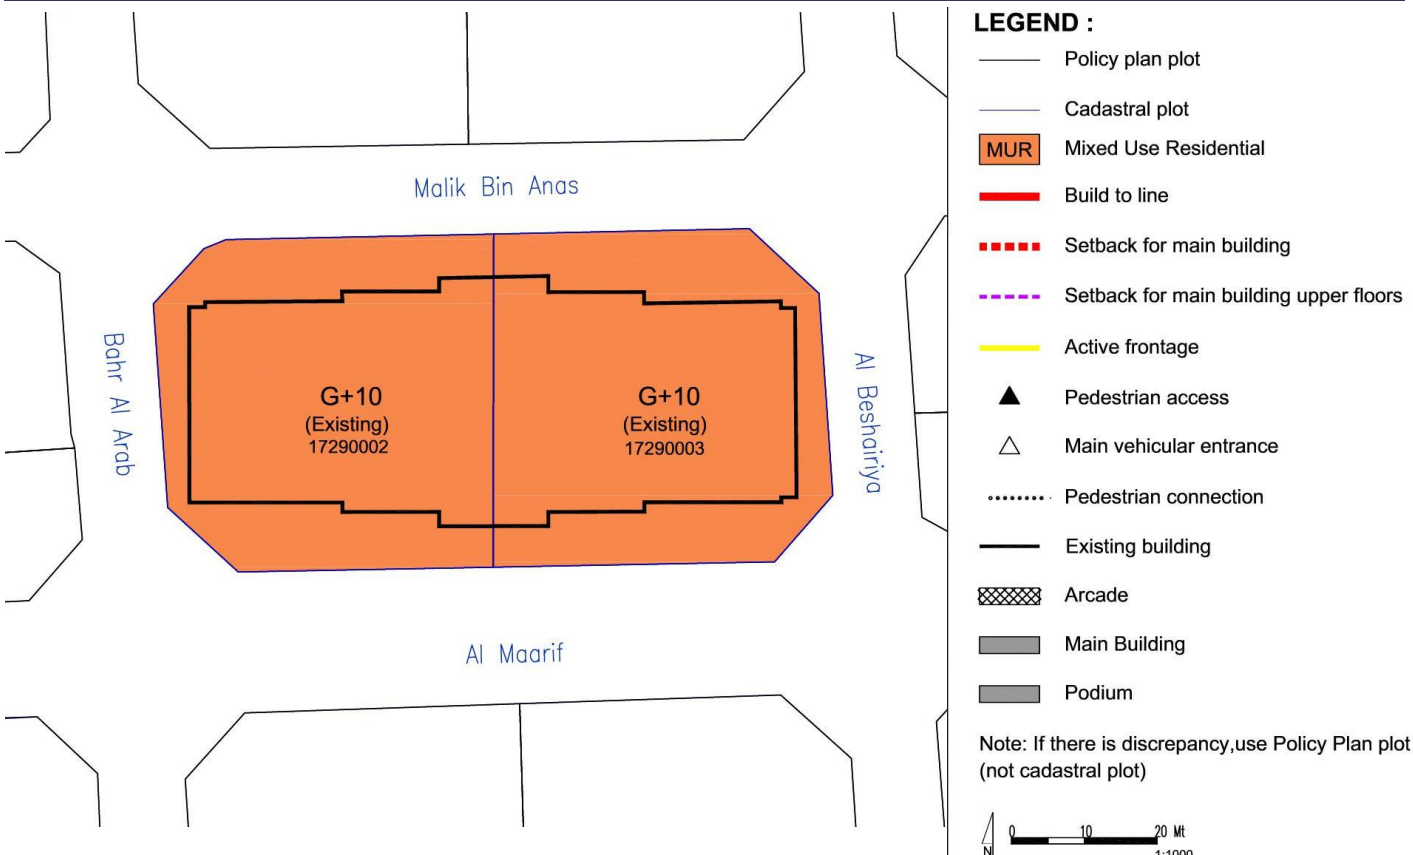 Malik Bin Anas
Bahr Al Arab
G+10
(Existing)
17290002
G+10
(Existing)
17290003
Al Beshairiya
Al Maarif
LEGEND :
Policy plan plot
Cadastral plot
MUR Mixed Use Residential
Build to line
Setback for main building
Setback for main building upper floors
Active frontage
Pedestrian access
Main vehicular entrance
Pedestrian connection
Existing building
Arcade
Main Building
Podium
Note: If there is discrepancy,use Policy Plan plot
(not cadastral plot)
0 10 20 Mt
N
1:1000